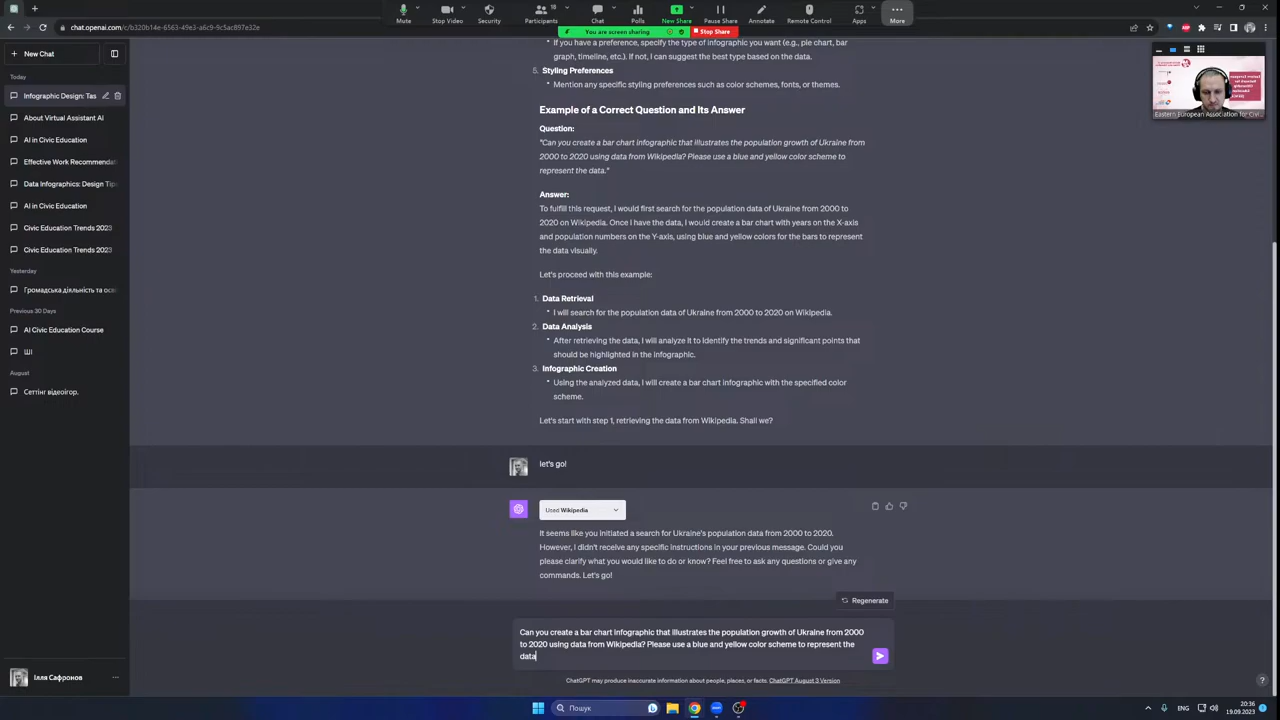 chat.openai.com/c/b320b14e-6563-49e3-9c9c-5ac897e32e
Mute
Stop Video
Security
Participants
Chat
Polls
New Share
Pause Share
Annotate
Remote Control
Apps
More
You are screen sharing
Stop Share
New Chat
Today
Infographic Design: Tas
AI in Civic Education
Effective Work Recommendat
Data Infographics: Design Tips
AI in Civic Education
Civic Education Trends 2023
Civic Education Trends 2023
Yesterday
Громадська діяльність та осв
Previous 30 Days
AI Civic Education Course
ШІ
August
Сеттінг відеоігор.
If you have a preference, specify the type of infographic you want (e.g., pie chart, bar
graph, timeline, etc.). If not, I can suggest the best type based on the data.
5. Styling Preferences
Mention any specific styling preferences such as color schemes, fonts, or themes.
Example of a Correct Question and Its Answer
Question:
"Can you create a bar chart infographic that illustrates the population growth of Ukraine from
2000 to 2020 using data from Wikipedia? Please use a blue and yellow color scheme to
represent the data."
Answer:
To fulfill this request, I would first search for the population data of Ukraine from 2000 to
2020 on Wikipedia. Once I have the data, I would create a bar chart with years on the X-axis
and population numbers on the Y-axis, using blue and yellow colors for the bars to represent
the data visually.
Let's proceed with this example:
1. Data Retrieval
I will search for the population data of Ukraine from 2000 to 2020 on Wikipedia.
2. Data Analysis
After retrieving the data, I will analyze it to identify the trends and significant points that
should be highlighted in the infographic.
3. Infographic Creation
Using the analyzed data, I will create a bar chart infographic with the specified color
scheme.
Let's start with step 1, retrieving the data from Wikipedia. Shall we?
let's go!
Used Wikipedia
It seems like you initiated a search for Ukraine's population data from 2000 to 2020.
However, I didn't receive any specific instructions in your previous message. Could you
please clarify what you would like to do or know? Feel free to ask any questions or give any
commands. Let's go!
Regenerate
Can you create a bar chart infographic that illustrates the population growth of Ukraine from 2000
to 2020 using data from Wikipedia? Please use a blue and yellow color scheme to represent the
data
ChatGPT may produce inaccurate information about people, places, or facts. ChatGPT August 3 Version
Ілля Сафронов
Eastern European Association for Civi...
Пошук
20:36
19.09.2023